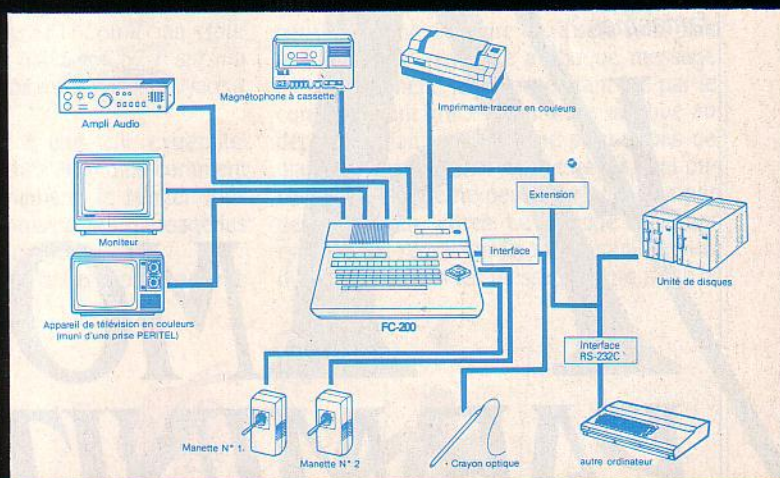 Magnétophone à cassette
Imprimante-traceur en couleurs
Ampli Audio
Extension
Moniteur
Interface
Unité de disques
Appareil de télévision en couleurs
(muni d'une prise PERITEL)
FC-200
Interface
RS-232C
Manette N° 1
Manette N° 2
Crayon optique
autre ordinateur